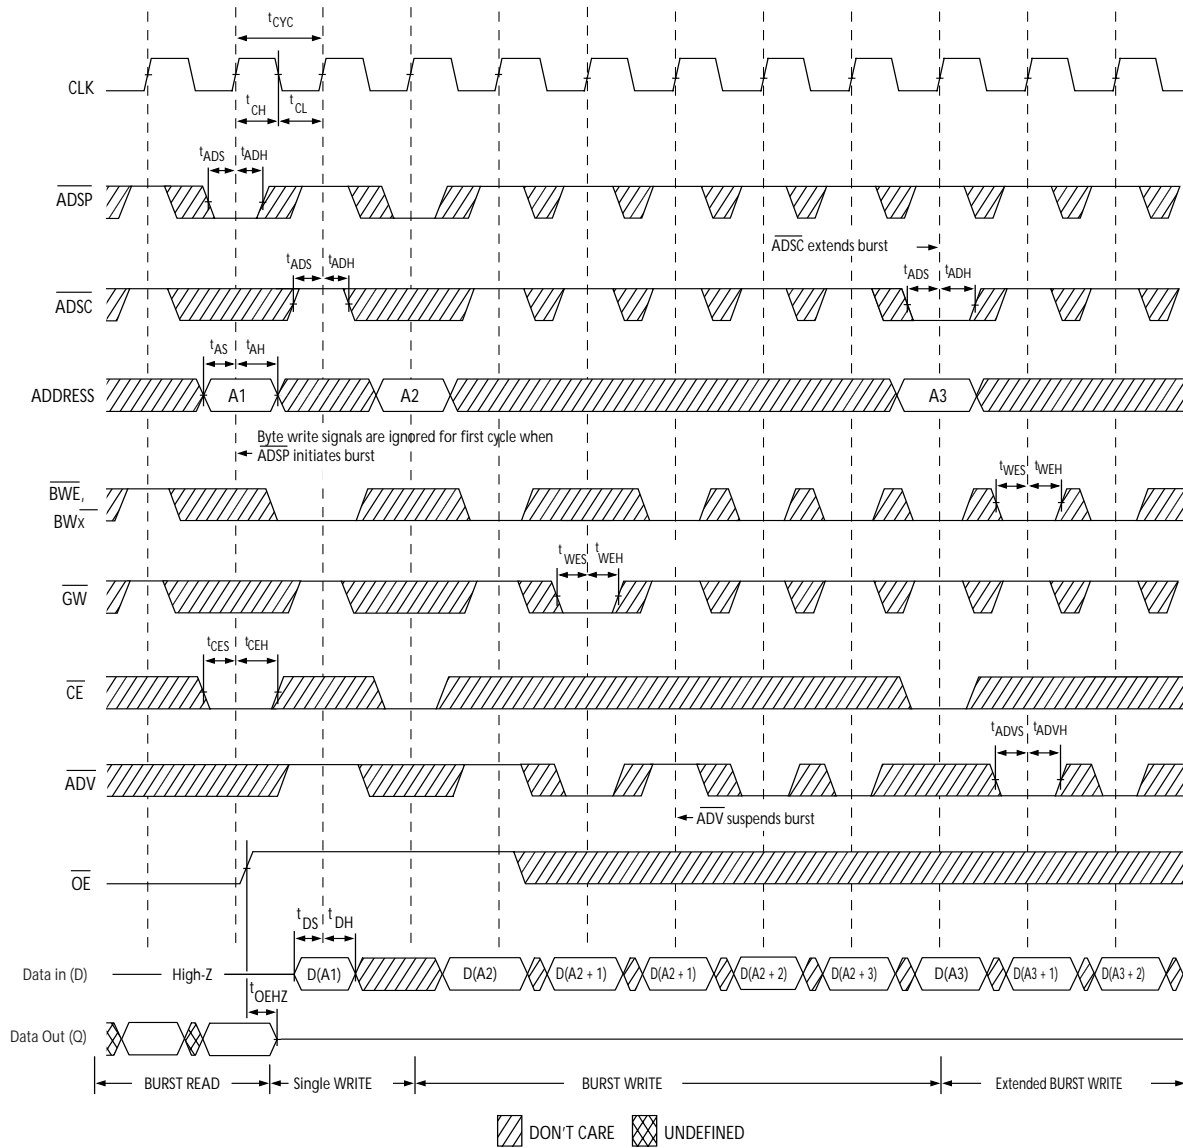 tCYC
CLK
tCH
tCL
tADS
tADH
ADSP
ADSC extends burst
tADS
tADH
tADS
tADH
ADSC
tAS
tAH
ADDRESS
A1
A2
A3
Byte write signals are ignored for first cycle when
ADSP initiates burst
tWES
tWEH
BWE,
BWX
tWES
tWEH
GW
tCES
tCEH
CE
tADVS
tADVH
ADV
ADV suspends burst
OE
tDS
tDH
Data in (D)
High-Z
D(A1)
D(A2)
D(A2 + 1)
D(A2 + 1)
D(A2 + 2)
D(A2 + 3)
D(A3)
D(A3 + 1)
D(A3 + 2)
tOEHZ
Data Out (Q)
BURST READ
Single WRITE
BURST WRITE
Extended BURST WRITE
DON'T CARE
UNDEFINED